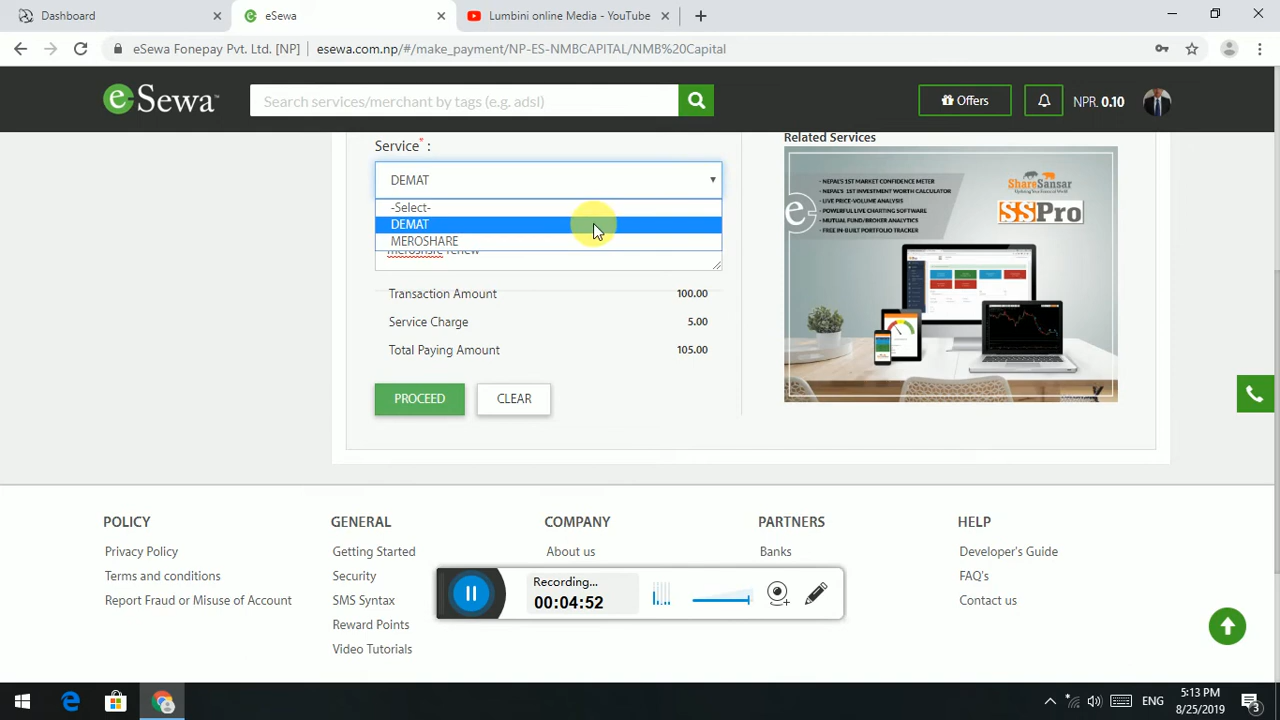 Dashboard
eSewa
Lumbini online Media - YouTube
eSewa Fonepay Pvt. Ltd. [NP]
esewa.com.np/#/make_payment/NP-ES-NMBCAPITAL/NMB%20Capital
eSewa™
Search services/merchant by tags (e.g. adsl)
Offers
NPR. 0.10
Service* :
DEMAT
-Select-
DEMAT
MEROSHARE
meroshare renew
Transaction Amount 100.00
Service Charge 5.00
Total Paying Amount 105.00
PROCEED
CLEAR
Related Services
- NEPAL'S 1ST MARKET CONFIDENCE METER
- NEPAL'S 1ST INVESTMENT WORTH CALCULATOR
- LIVE PRICE-VOLUME ANALYSIS
- POWERFUL LIVE CHARTING SOFTWARE
- MUTUAL FUND/BROKER ANALYTICS
- FREE IN-BUILT PORTFOLIO TRACKER
ShareSansar
SSPro
POLICY
Privacy Policy
Terms and conditions
Report Fraud or Misuse of Account
GENERAL
Getting Started
Security
SMS Syntax
Reward Points
Video Tutorials
COMPANY
About us
PARTNERS
Banks
HELP
Developer's Guide
FAQ's
Contact us
Recording...
00:04:52
ENG
5:13 PM
8/25/2019
3